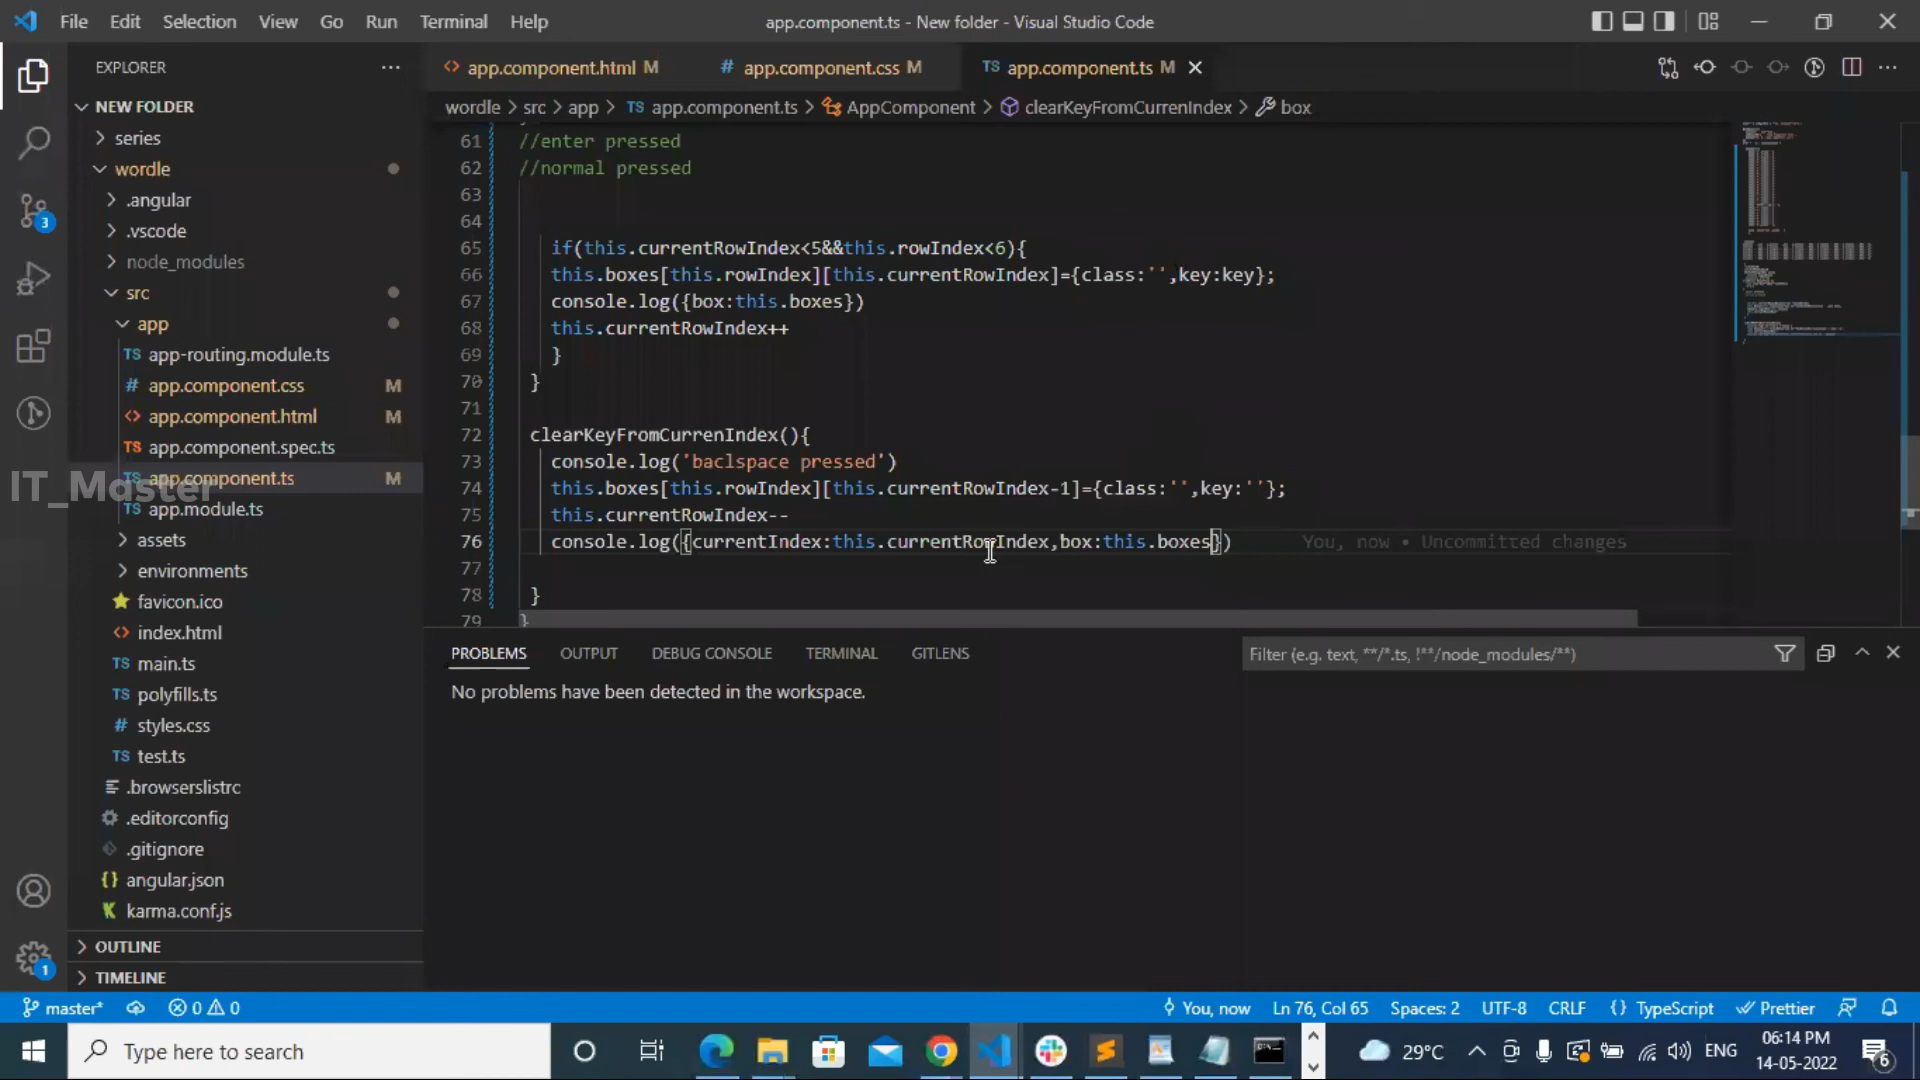 File Edit Selection View Go Run Terminal Help
app.component.ts - New folder - Visual Studio Code
EXPLORER
NEW FOLDER
series
wordle
.angular
.vscode
node_modules
src
app
TS app-routing.module.ts
# app.component.css M
<> app.component.html M
TS app.component.spec.ts
TS app.component.ts M
TS app.module.ts
IT_Master
assets
environments
favicon.ico
<> index.html
TS main.ts
TS polyfills.ts
# styles.css
TS test.ts
.browserslistrc
.editorconfig
.gitignore
{} angular.json
karma.conf.js
OUTLINE
TIMELINE
3
1
<> app.component.html M # app.component.css M TS app.component.ts M
wordle > src > app > TS app.component.ts > AppComponent > clearKeyFromCurrenIndex > box
61 //enter pressed
62 //normal pressed
63
64
65 if(this.currentRowIndex<5&&this.rowIndex<6){
66 this.boxes[this.rowIndex][this.currentRowIndex]={class:'',key:key};
67 console.log({box:this.boxes})
68 this.currentRowIndex++
69 }
70 }
71
72 clearKeyFromCurrenIndex(){
73 console.log('baclspace pressed')
74 this.boxes[this.rowIndex][this.currentRowIndex-1]={class:'',key:''};
75 this.currentRowIndex--
76 console.log({currentIndex:this.currentRowIndex,box:this.boxes}) You, now • Uncommitted changes
77
78 }
79 }
PROBLEMS OUTPUT DEBUG CONSOLE TERMINAL GITLENS
Filter (e.g. text, **/*.ts, !**/node_modules/**)
No problems have been detected in the workspace.
master* 0 0 You, now Ln 76, Col 65 Spaces: 2 UTF-8 CRLF {} TypeScript Prettier
Type here to search
29°C
ENG
06:14 PM
14-05-2022
6